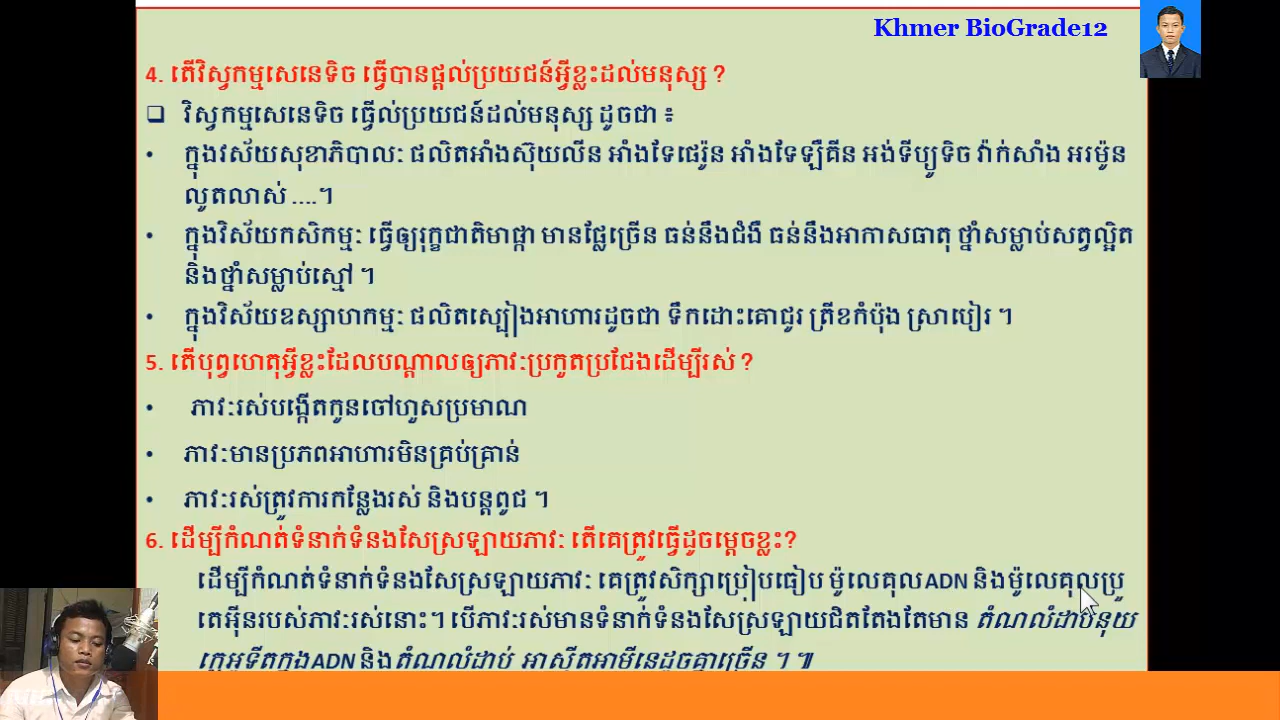 Khmer BioGrade12
4. តើវិស្វកម្មសេនេទិច ធ្វើបានផ្តល់ប្រយជន៍អ្វីខ្លះដល់មនុស្ស ?
❑ វិស្វកម្មសេនេទិច ធ្វើល់ប្រយជន៍ដល់មនុស្ស ដូចជា ៖
• ក្នុងវស័យសុខាភិបាលៈ ផលិតអាំងស៊ុយលីន អាំងទែផេរ៉ូន អាំងទែឡឺគីន អង់ទីប្យូទិច វ៉ាក់សាំង អរម៉ូន
លូតលាស់ ....។
• ក្នុងវិស័យកសិកម្មៈ ធ្វើឲ្យរុក្ខជាតិមាផ្កា មានផ្លែច្រើន ធន់នឹងជំងឺ ធន់នឹងអាកាសធាតុ ថ្នាំសម្លាប់សត្វល្អិត
និងថ្នាំសម្លាប់ស្មៅ ។
• ក្នុងវិស័យឧស្សាហកម្មៈ ផលិតស្បៀងអាហារដូចជា ទឹកដោះគោជូរ ត្រីខកំប៉ុង ស្រាបៀរ ។
5. តើបុព្វហេតុអ្វីខ្លះដែលបណ្តាលឲ្យភាវៈប្រកួតប្រជែងដើម្បីរស់ ?
• ភាវៈរស់បង្កើតកូនចៅហួសប្រមាណ
• ភាវៈមានប្រភពអាហារមិនគ្រប់គ្រាន់
• ភាវៈរស់ត្រូវការកន្លែងរស់ និងបន្តពូជ ។
6. ដើម្បីកំណត់ទំនាក់ទំនងសែស្រឡាយភាវៈ តើគេត្រូវធ្វើដូចម្តេចខ្លះ?
ដើម្បីកំណត់ទំនាក់ទំនងសែស្រឡាយភាវៈ គេត្រូវសិក្សាប្រៀបធៀប ម៉ូលេគុលADN និងម៉ូលេគុលប្រូ
តេអ៊ីនរបស់ភាវៈរស់នោះ។ បើភាវៈរស់មានទំនាក់ទំនងសែស្រឡាយជិតតែងតែមាន តំណលំដាប់នុយ
ក្លេអូទីតក្នុងADN និងតំណលំដាប់ អាស៊ីតអាមីនេដូចគ្នាច្រើន ។ ៕